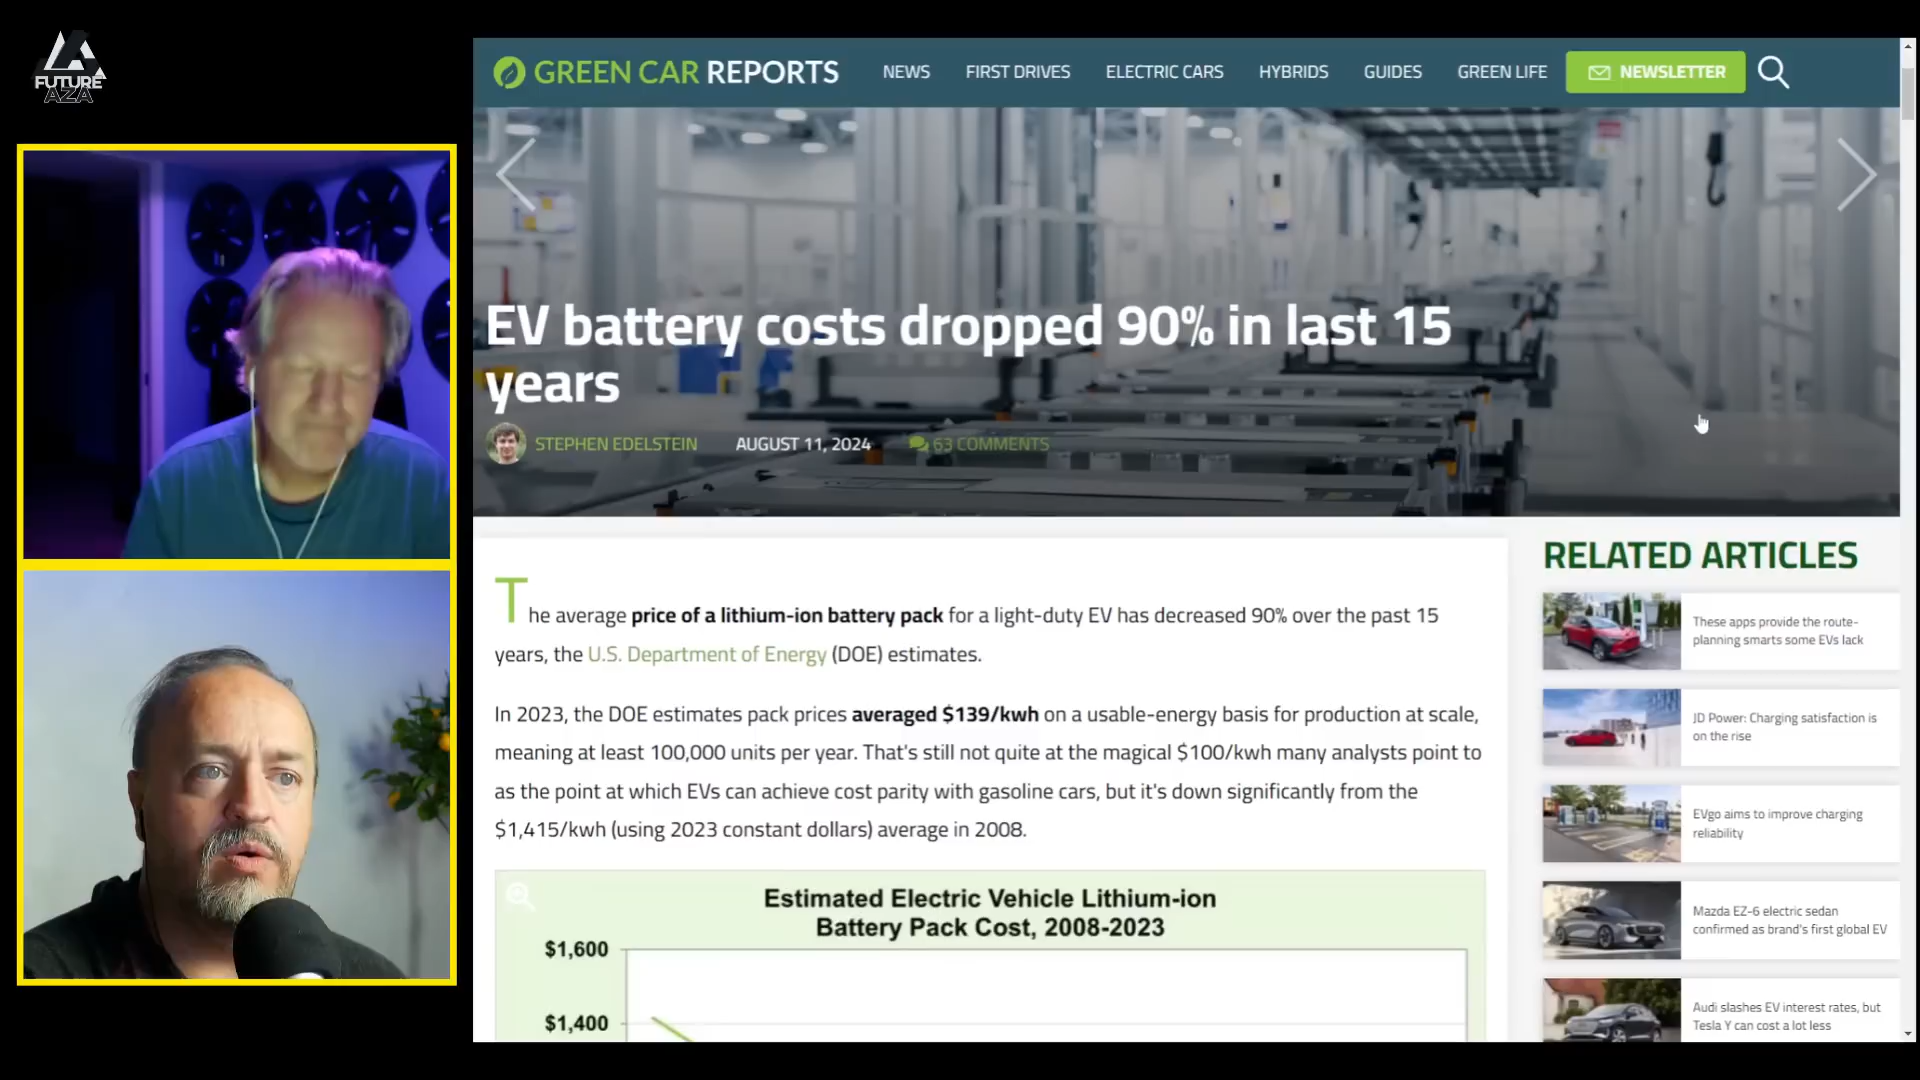 FUTURE
AZA
GREEN CAR REPORTS
NEWS FIRST DRIVES ELECTRIC CARS HYBRIDS GUIDES GREEN LIFE NEWSLETTER
EV battery costs dropped 90% in last 15
years
STEPHEN EDELSTEIN AUGUST 11, 2024 63 COMMENTS
The average price of a lithium-ion battery pack for a light-duty EV has decreased 90% over the past 15
years, the U.S. Department of Energy (DOE) estimates.
In 2023, the DOE estimates pack prices averaged $139/kwh on a usable-energy basis for production at scale,
meaning at least 100,000 units per year. That's still not quite at the magical $100/kwh many analysts point to
as the point at which EVs can achieve cost parity with gasoline cars, but it's down significantly from the
$1,415/kwh (using 2023 constant dollars) average in 2008.
Estimated Electric Vehicle Lithium-ion
Battery Pack Cost, 2008-2023
$1,600
$1,400
RELATED ARTICLES
These apps provide the route-
planning smarts some EVs lack
JD Power: Charging satisfaction is
on the rise
EVgo aims to improve charging
reliability
Mazda EZ-6 electric sedan
confirmed as brand's first global EV
Audi slashes EV interest rates, but
Tesla Y can cost a lot less